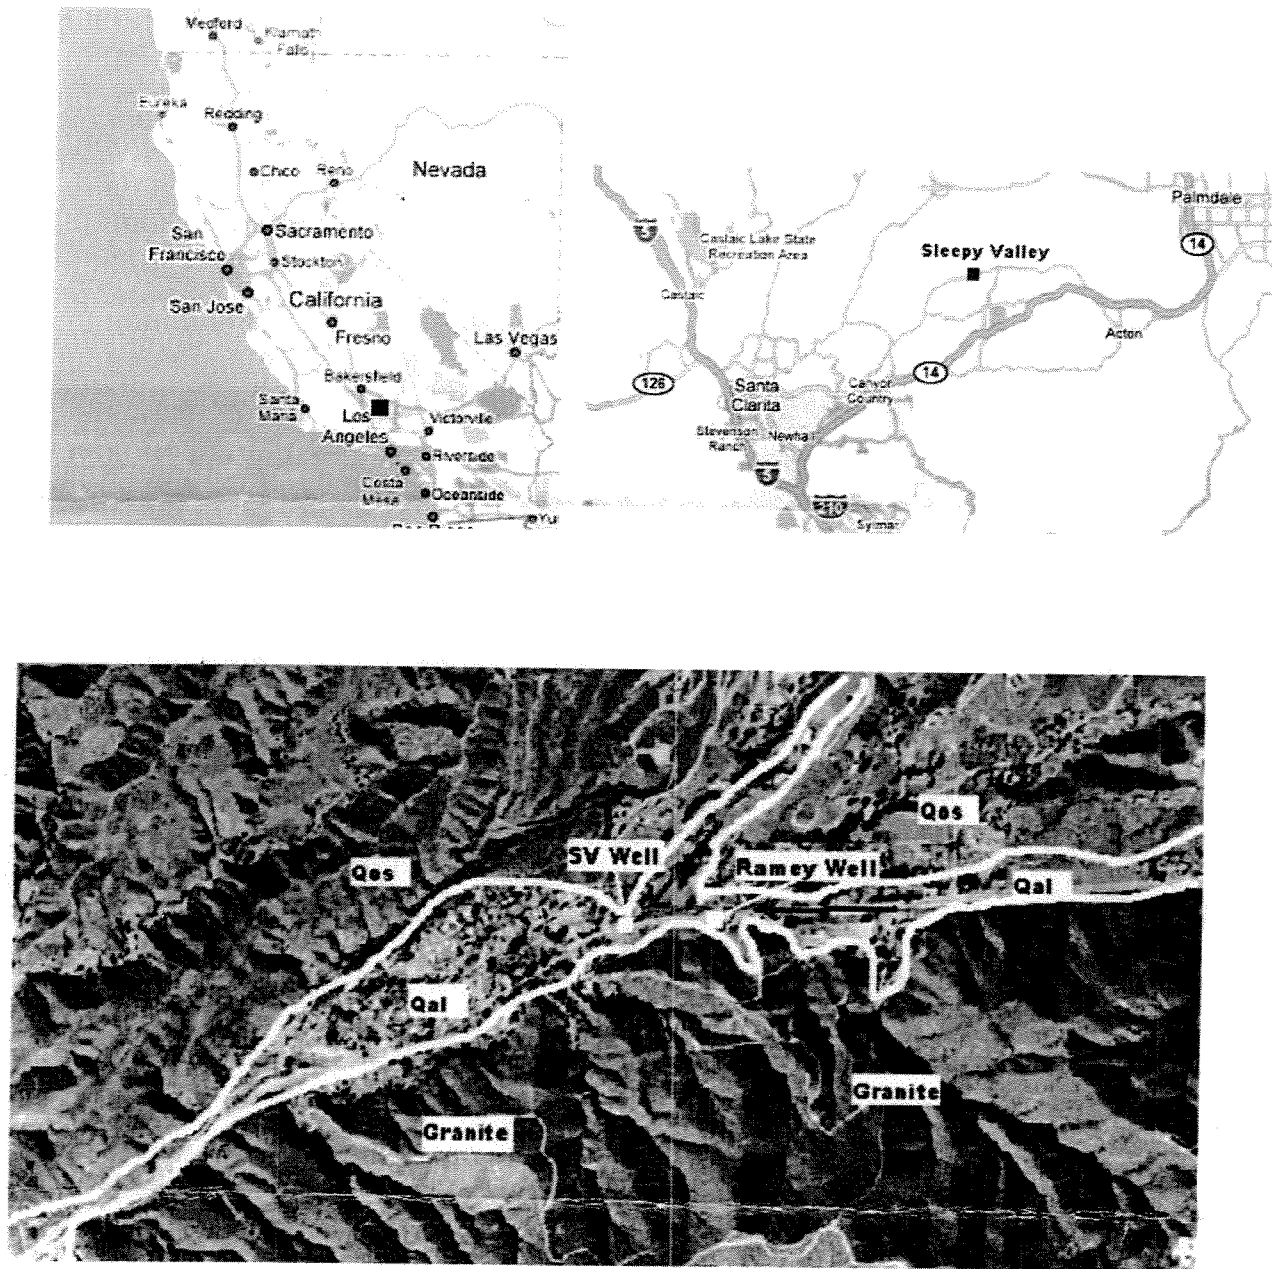 Medford
Klamath
Falls
Eureka
Redding
Chico
Reno
Nevada
San
Francisco
Sacramento
Stockton
San Jose
California
Fresno
Las Vegas
Bakersfield
Santa
Maria
Los
Angeles
Victorville
Riverside
Costa
Mesa
Oceanside
Yu
Palmdale
14
5
Castaic Lake State
Recreation Area
Sleepy Valley
Castaic
Acton
126
14
Santa
Clarita
Canyon
Country
Stevenson
Ranch
Newhall
5
210
Sylmar
Qos
SV Well
Qos
Ramey Well
Qal
Qal
Granite
Granite